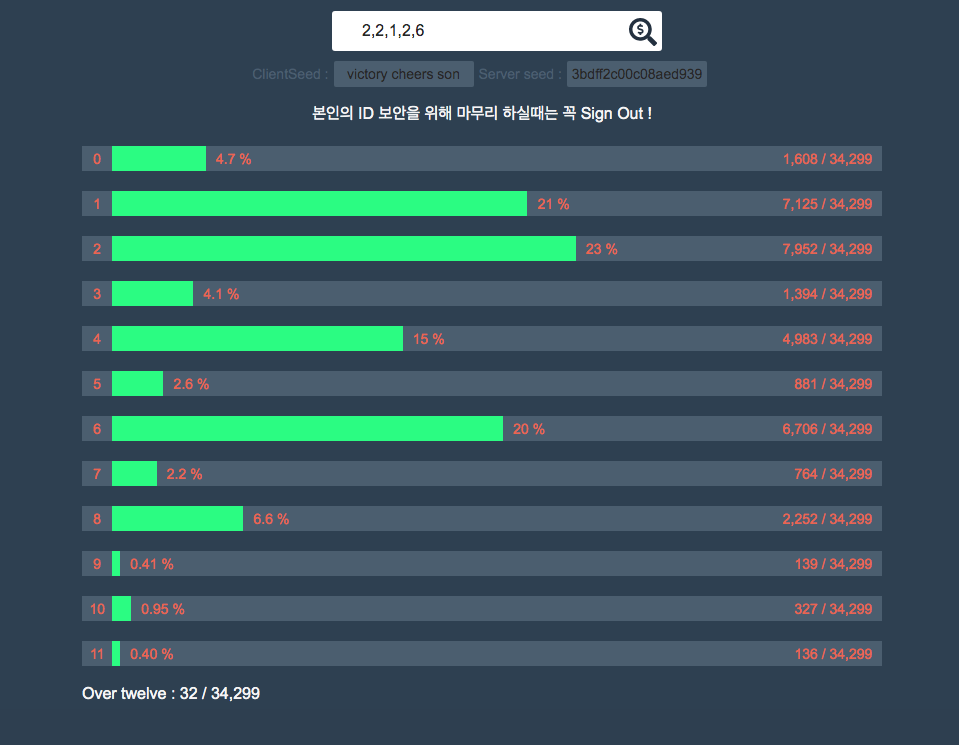 2,2,1,2,6
ClientSeed : victory cheers son Server seed : 3bdff2c00c08aed939
본인의 ID 보안을 위해 마무리 하실때는 꼭 Sign Out !
0 4.7 % 1,608 / 34,299
1 21 % 7,125 / 34,299
2 23 % 7,952 / 34,299
3 4.1 % 1,394 / 34,299
4 15 % 4,983 / 34,299
5 2.6 % 881 / 34,299
6 20 % 6,706 / 34,299
7 2.2 % 764 / 34,299
8 6.6 % 2,252 / 34,299
9 0.41 % 139 / 34,299
10 0.95 % 327 / 34,299
11 0.40 % 136 / 34,299
Over twelve : 32 / 34,299